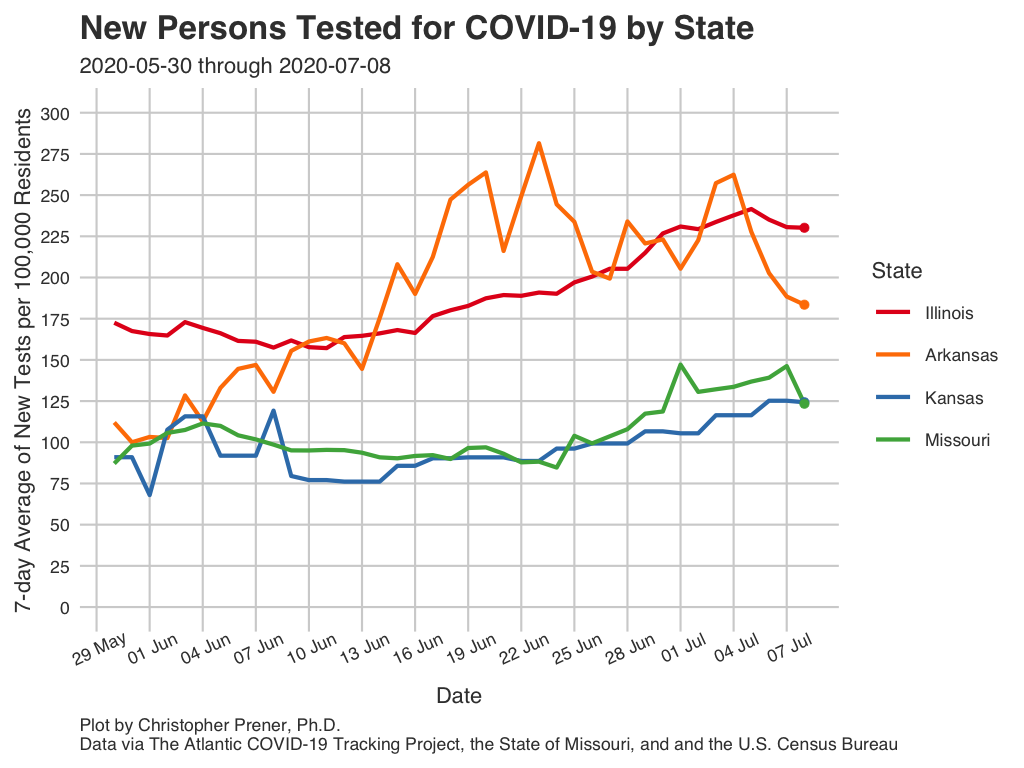 New Persons Tested for COVID-19 by State
2020-05-30 through 2020-07-08
7-day Average of New Tests per 100,000 Residents
300
275
250
225
200
175
150
125
100
75
50
25
0
29 May
01 Jun
04 Jun
07 Jun
10 Jun
13 Jun
16 Jun
19 Jun
22 Jun
25 Jun
28 Jun
01 Jul
04 Jul
07 Jul
Date
State
Illinois
Arkansas
Kansas
Missouri
Plot by Christopher Prener, Ph.D.
Data via The Atlantic COVID-19 Tracking Project, the State of Missouri, and and the U.S. Census Bureau